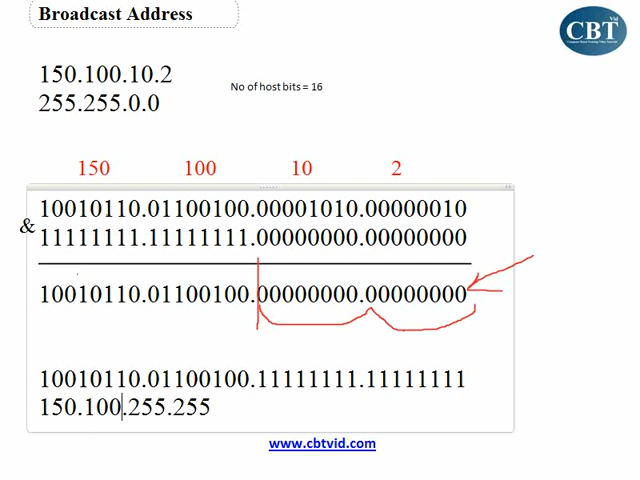 Broadcast Address
CBT
Vid
150.100.10.2
255.255.0.0
No of host bits = 16
150 100 10 2
10010110.01100100.00001010.00000010
&
11111111.11111111.00000000.00000000
10010110.01100100.00000000.00000000
10010110.01100100.11111111.11111111
150.100.255.255
www.cbtvid.com